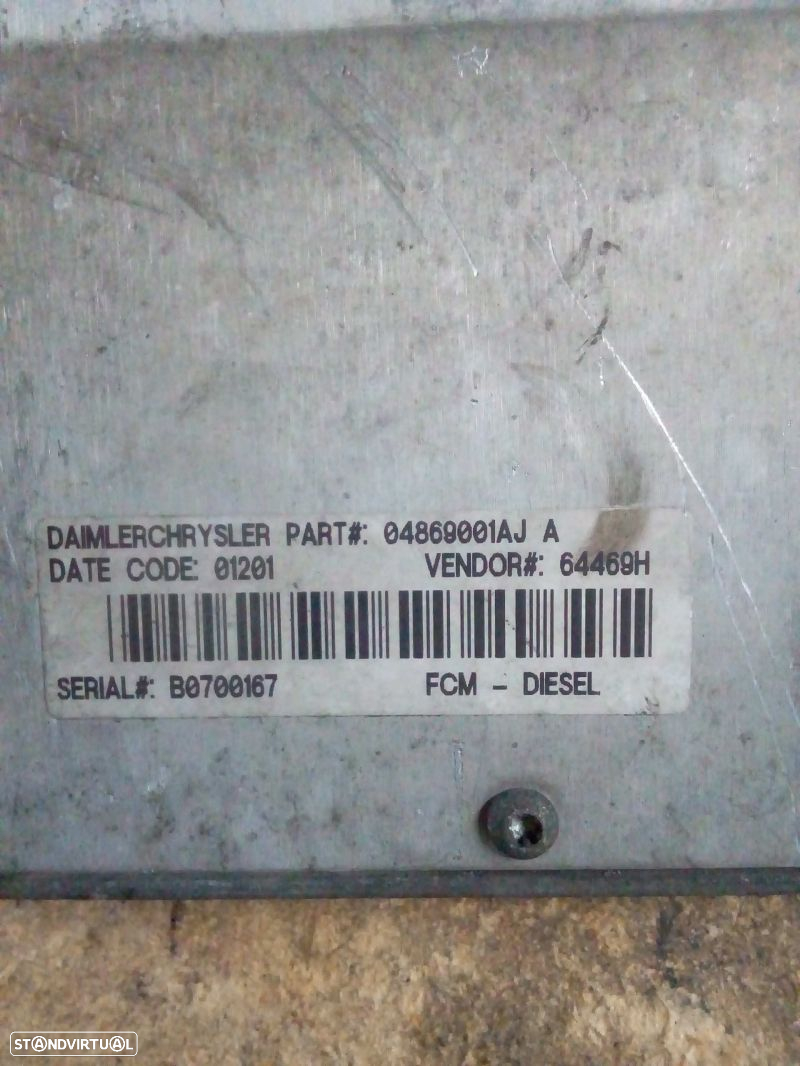 DAIMLERCHRYSLER PART#: 04869001AJ A
DATE CODE: 01201 VENDOR#: 64469H
SERIAL#: B0700167 FCM - DIESEL
STANDVIRTUAL